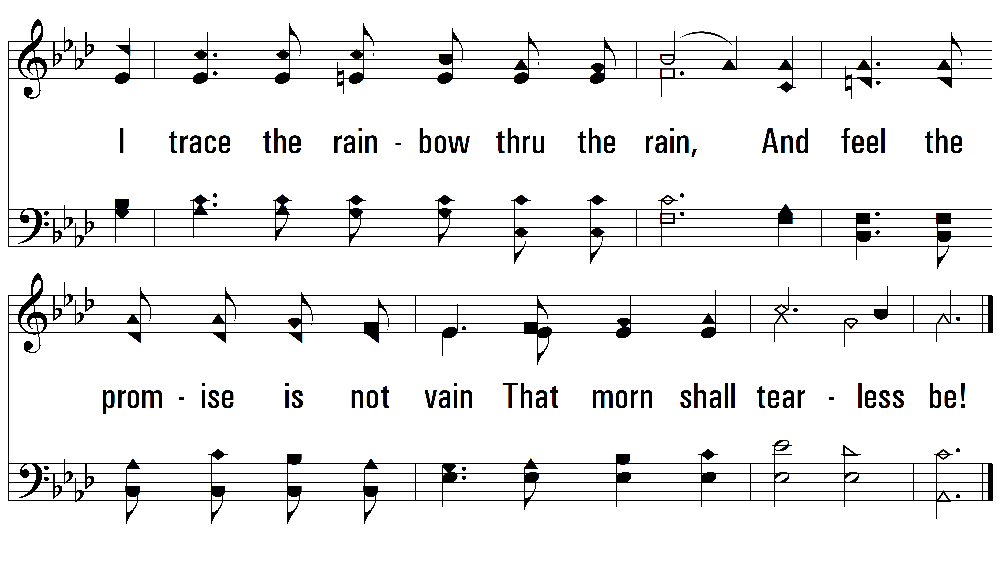 I trace the rain - bow thru the rain, And feel the
prom - ise is not vain That morn shall tear - less be!